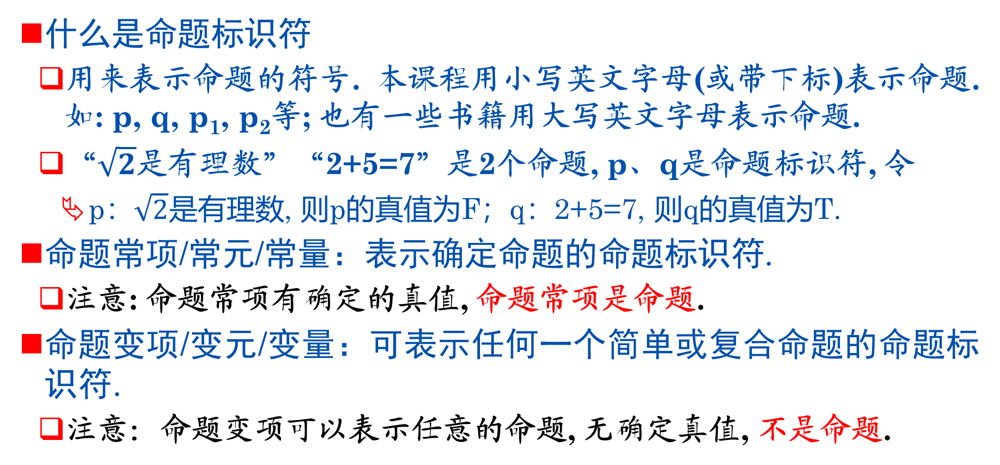 什么是命题标识符
用来表示命题的符号. 本课程用小写英文字母(或带下标)表示命题.
如: p, q, p₁, p₂等; 也有一些书籍用大写英文字母表示命题.
“√2是有理数” “2+5=7”是2个命题, p、q是命题标识符, 令
p: √2是有理数, 则p的真值为F; q: 2+5=7, 则q的真值为T.
命题常项/常元/常量: 表示确定命题的命题标识符.
注意: 命题常项有确定的真值, 命题常项是命题.
命题变项/变元/变量: 可表示任何一个简单或复合命题的命题标
识符.
注意: 命题变项可以表示任意的命题, 无确定真值, 不是命题.